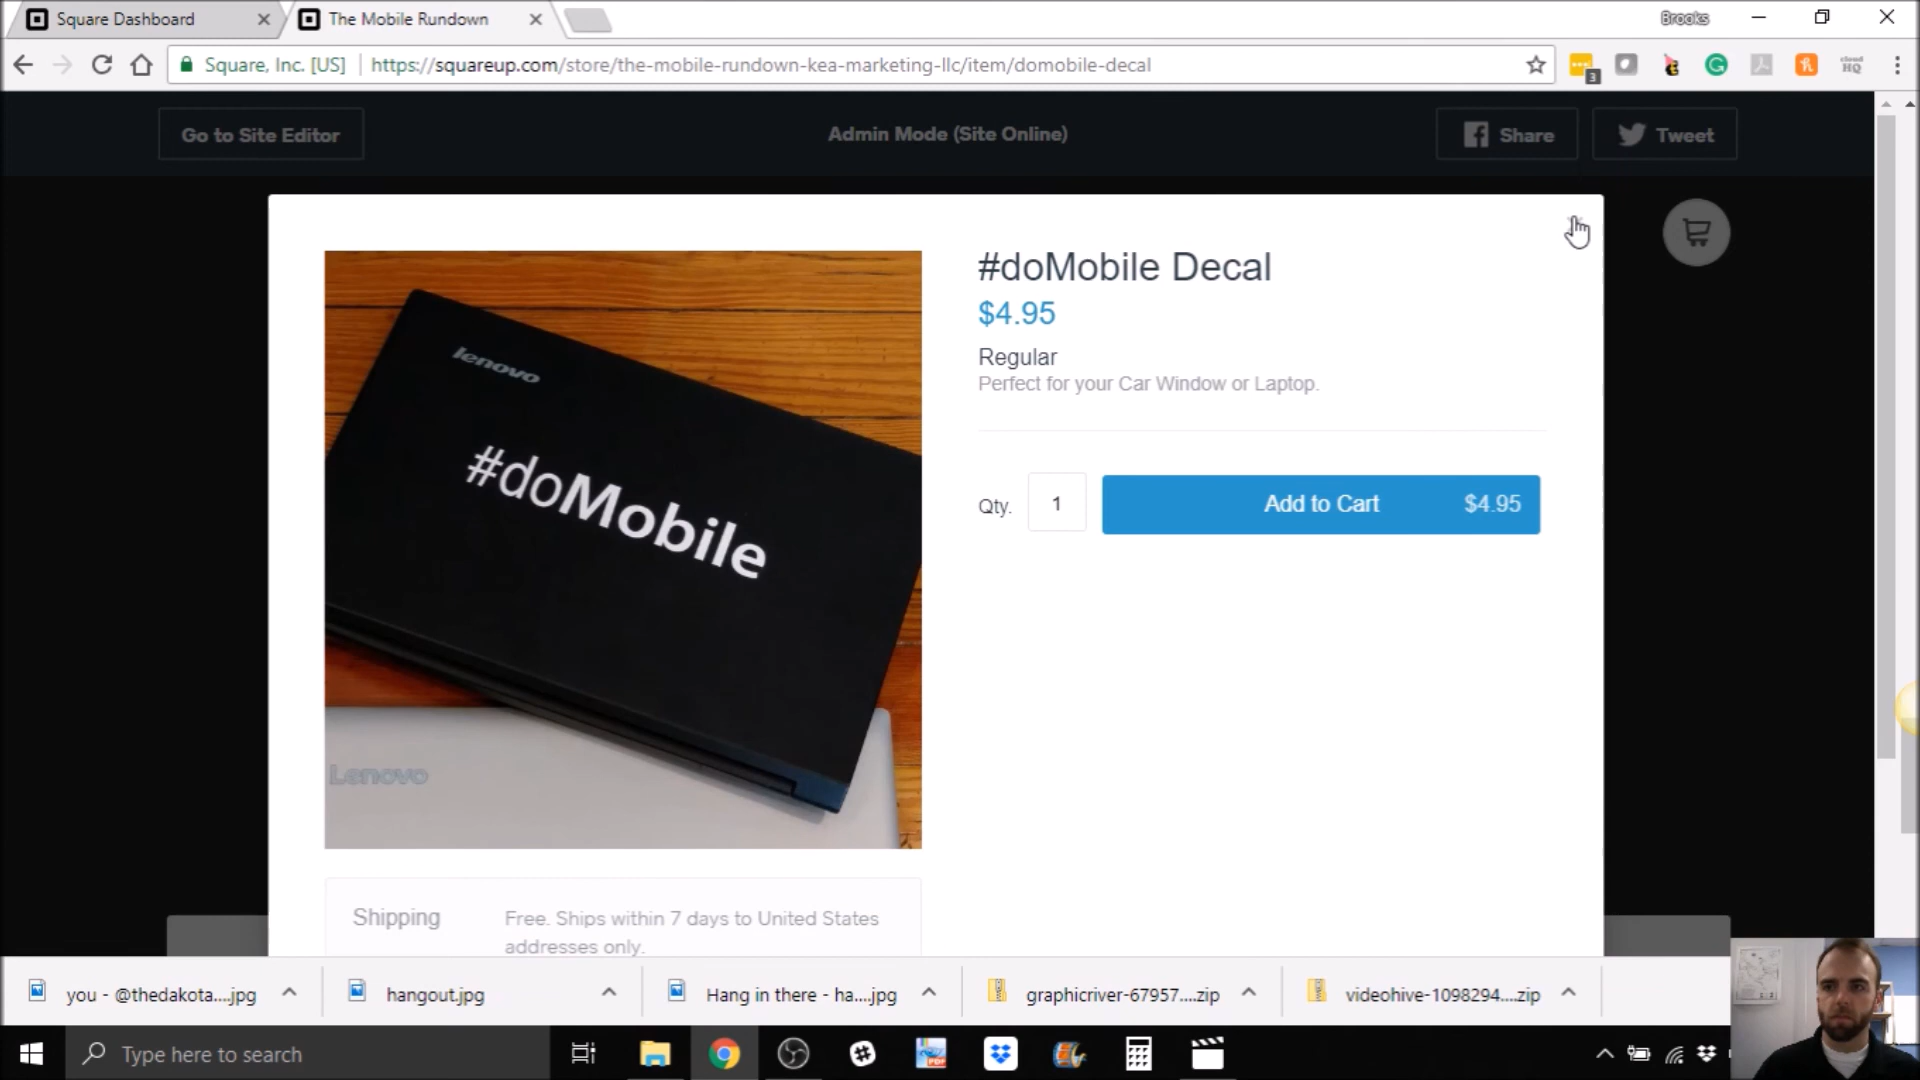 Square Dashboard
The Mobile Rundown
Brooks
Square, Inc. [US]
https://squareup.com/store/the-mobile-rundown-kea-marketing-llc/item/domobile-decal
3
cloud
HQ
Go to Site Editor
Admin Mode (Site Online)
Share
Tweet
#doMobile Decal
$4.95
Regular
Perfect for your Car Window or Laptop.
Qty.
1
Add to Cart
$4.95
lenovo
#doMobile
Lenovo
Shipping
Free. Ships within 7 days to United States
addresses only.
you - @thedakota....jpg
hangout.jpg
Hang in there - ha....jpg
graphicriver-67957....zip
videohive-1098294....zip
Type here to search
PDF